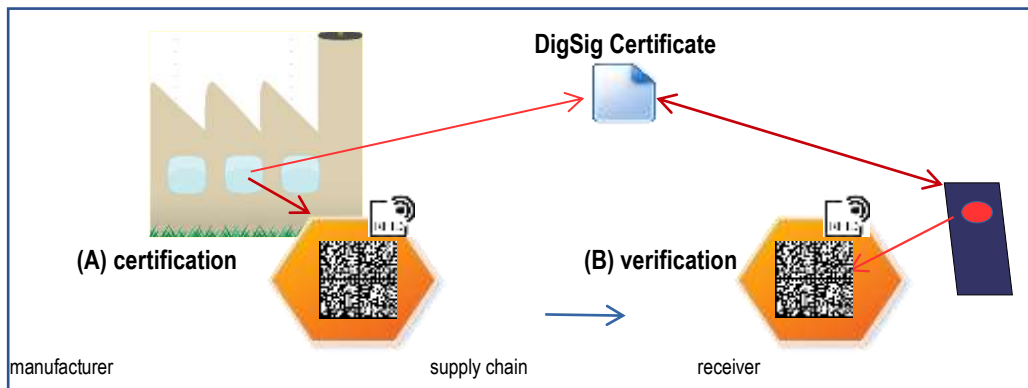 DigSig Certificate
(A) certification
(B) verification
manufacturer
supply chain
receiver